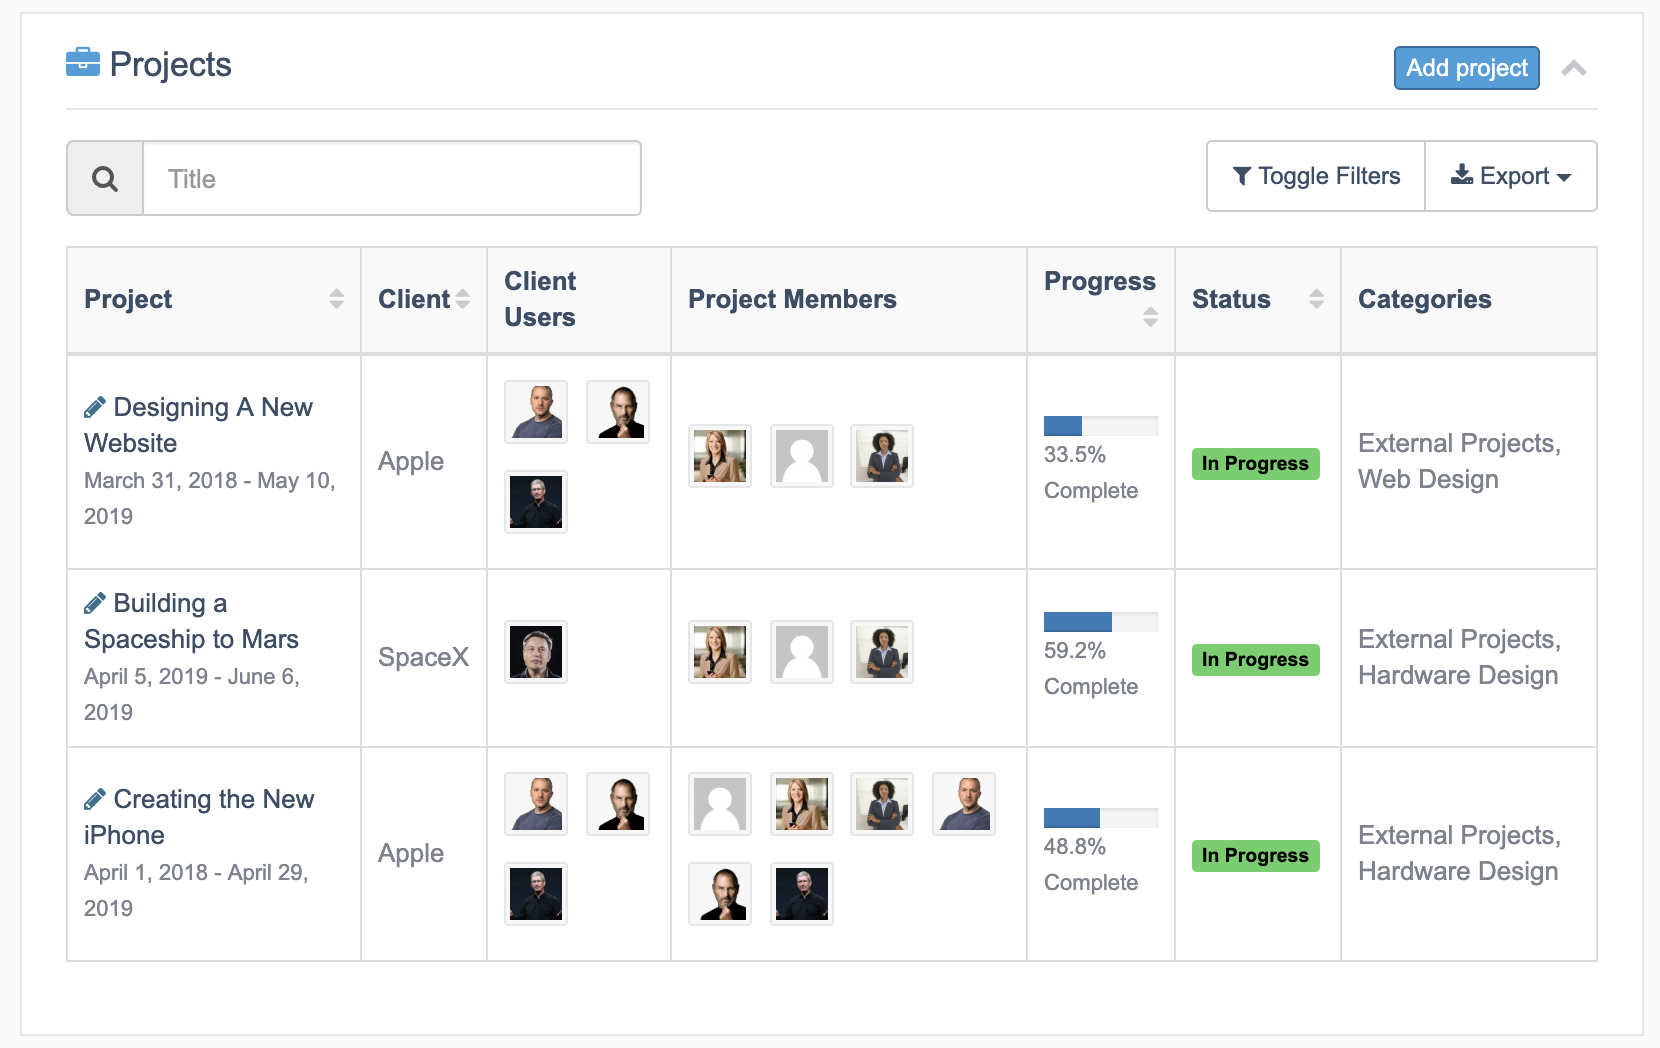 Projects
Add project
Title
Toggle Filters
Export
Project
Client
Client
Users
Project Members
Progress
Status
Categories
Designing A New
Website
March 31, 2018 - May 10,
2019
Apple
33.5%
Complete
In Progress
External Projects,
Web Design
Building a
Spaceship to Mars
April 5, 2019 - June 6,
2019
SpaceX
59.2%
Complete
In Progress
External Projects,
Hardware Design
Creating the New
iPhone
April 1, 2018 - April 29,
2019
Apple
48.8%
Complete
In Progress
External Projects,
Hardware Design